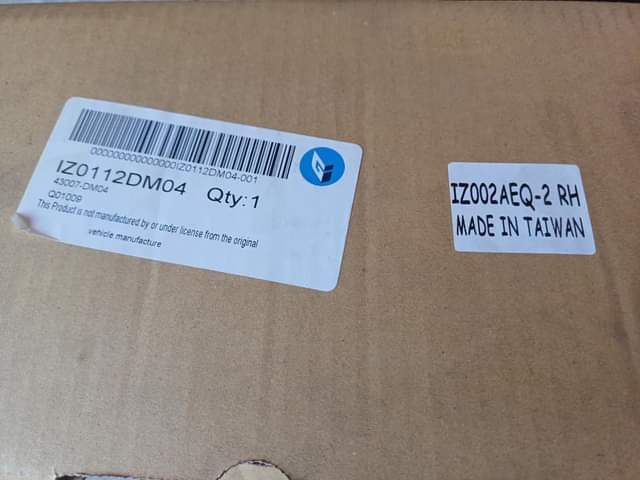 000000000000000IZ0112DM04-001
IZ0112DM04 Qty:1
43007-DM04
Q01009
This Product is not manufactured by or under license from the original
vehicle manufacture
IZ002AEQ-2 RH
MADE IN TAIWAN